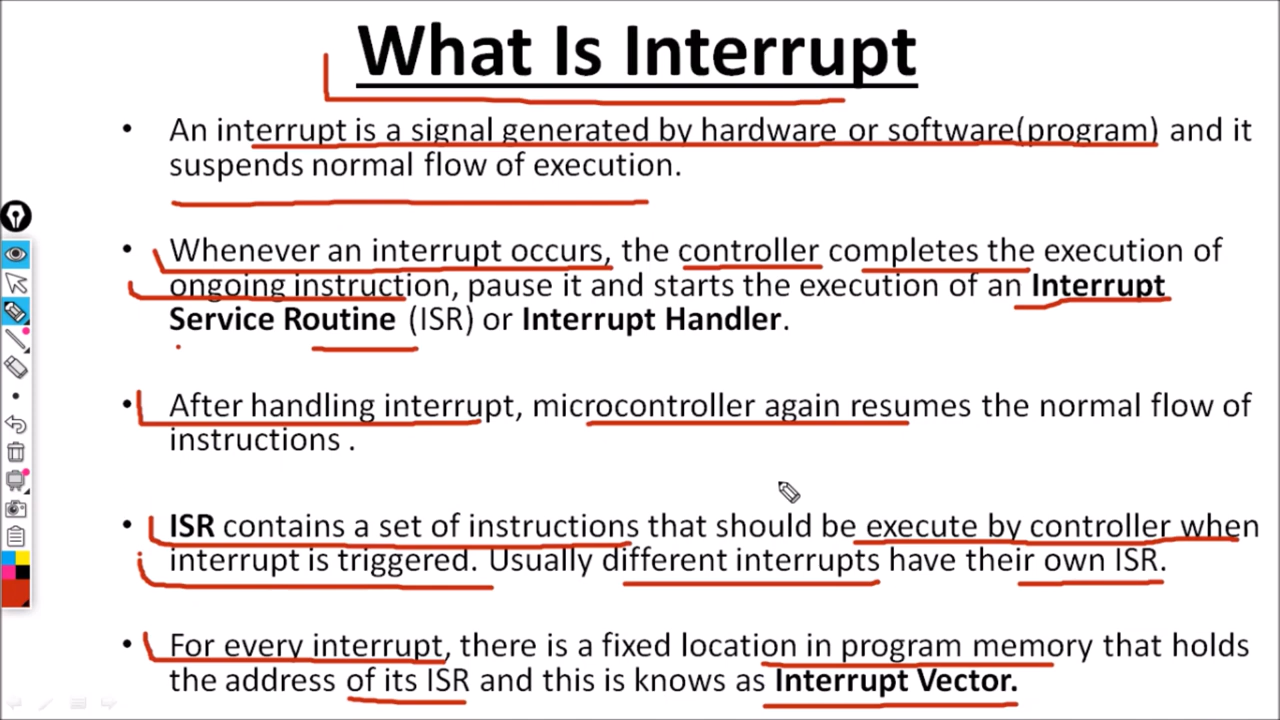 What Is Interrupt
• An interrupt is a signal generated by hardware or software(program) and it
suspends normal flow of execution.
• Whenever an interrupt occurs, the controller completes the execution of
ongoing instruction, pause it and starts the execution of an Interrupt
Service Routine (ISR) or Interrupt Handler.
• After handling interrupt, microcontroller again resumes the normal flow of
instructions .
• ISR contains a set of instructions that should be execute by controller when
interrupt is triggered. Usually different interrupts have their own ISR.
• For every interrupt, there is a fixed location in program memory that holds
the address of its ISR and this is knows as Interrupt Vector.